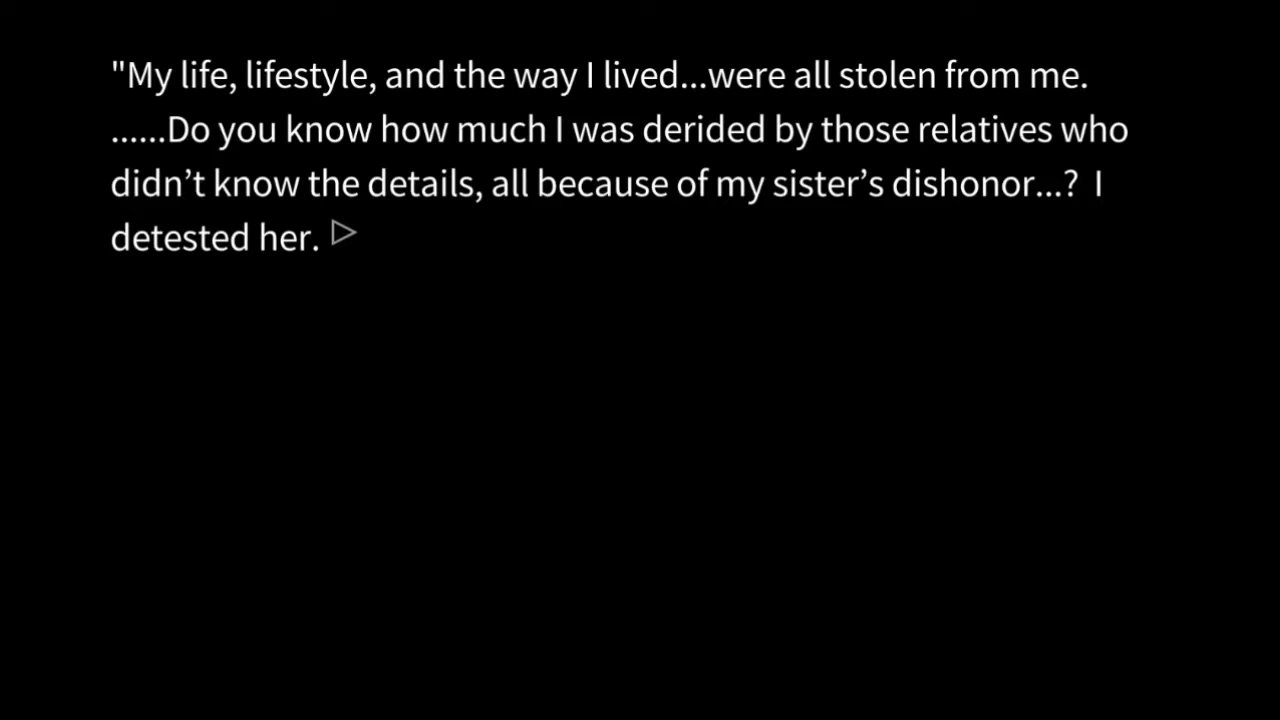 "My life, lifestyle, and the way I lived...were all stolen from me.
......Do you know how much I was derided by those relatives who
didn’t know the details, all because of my sister’s dishonor...?  I
detested her.